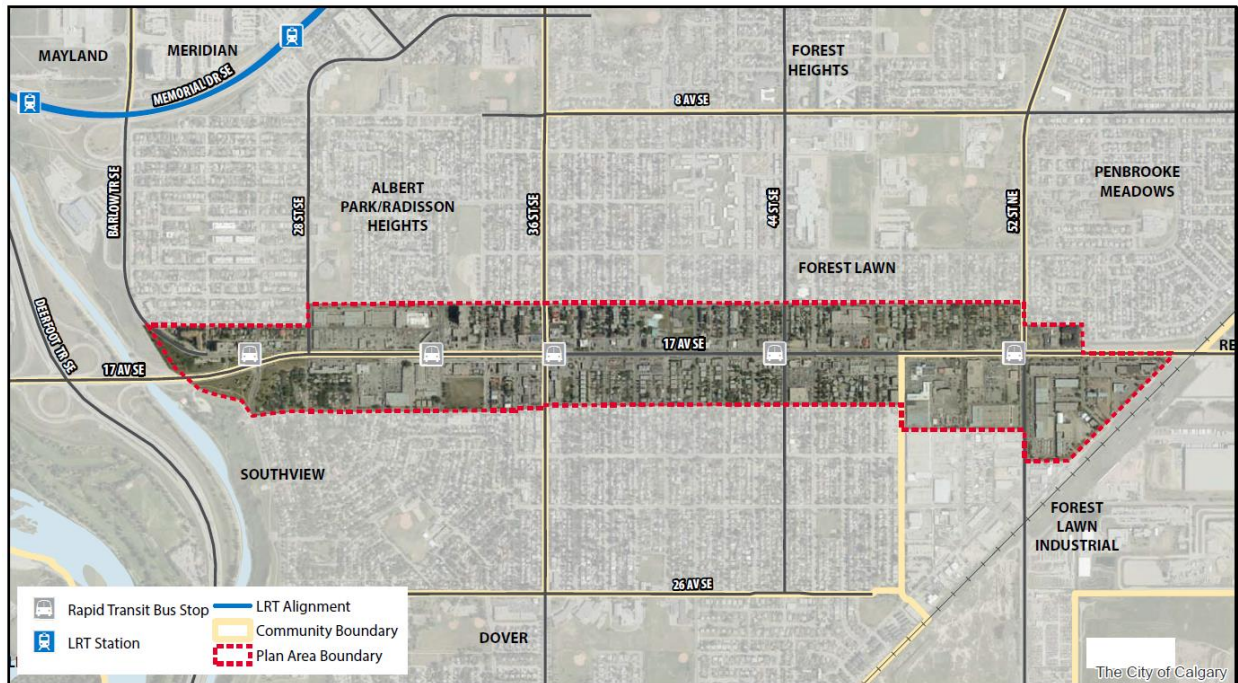 MAYLAND
MERIDIAN
MEMORIAL DR SE
FOREST
HEIGHTS
8 AV SE
BARLOW TR SE
28 ST SE
ALBERT
PARK/RADISSON
HEIGHTS
36 ST SE
44 ST SE
52 ST NE
PENBROOKE
MEADOWS
FOREST LAWN
DEERFOOT TR SE
17 AV SE
17 AV SE
RE
SOUTHVIEW
FOREST
LAWN
INDUSTRIAL
26 AV SE
DOVER
Rapid Transit Bus Stop
LRT Station
LRT Alignment
Community Boundary
Plan Area Boundary
The City of Calgary